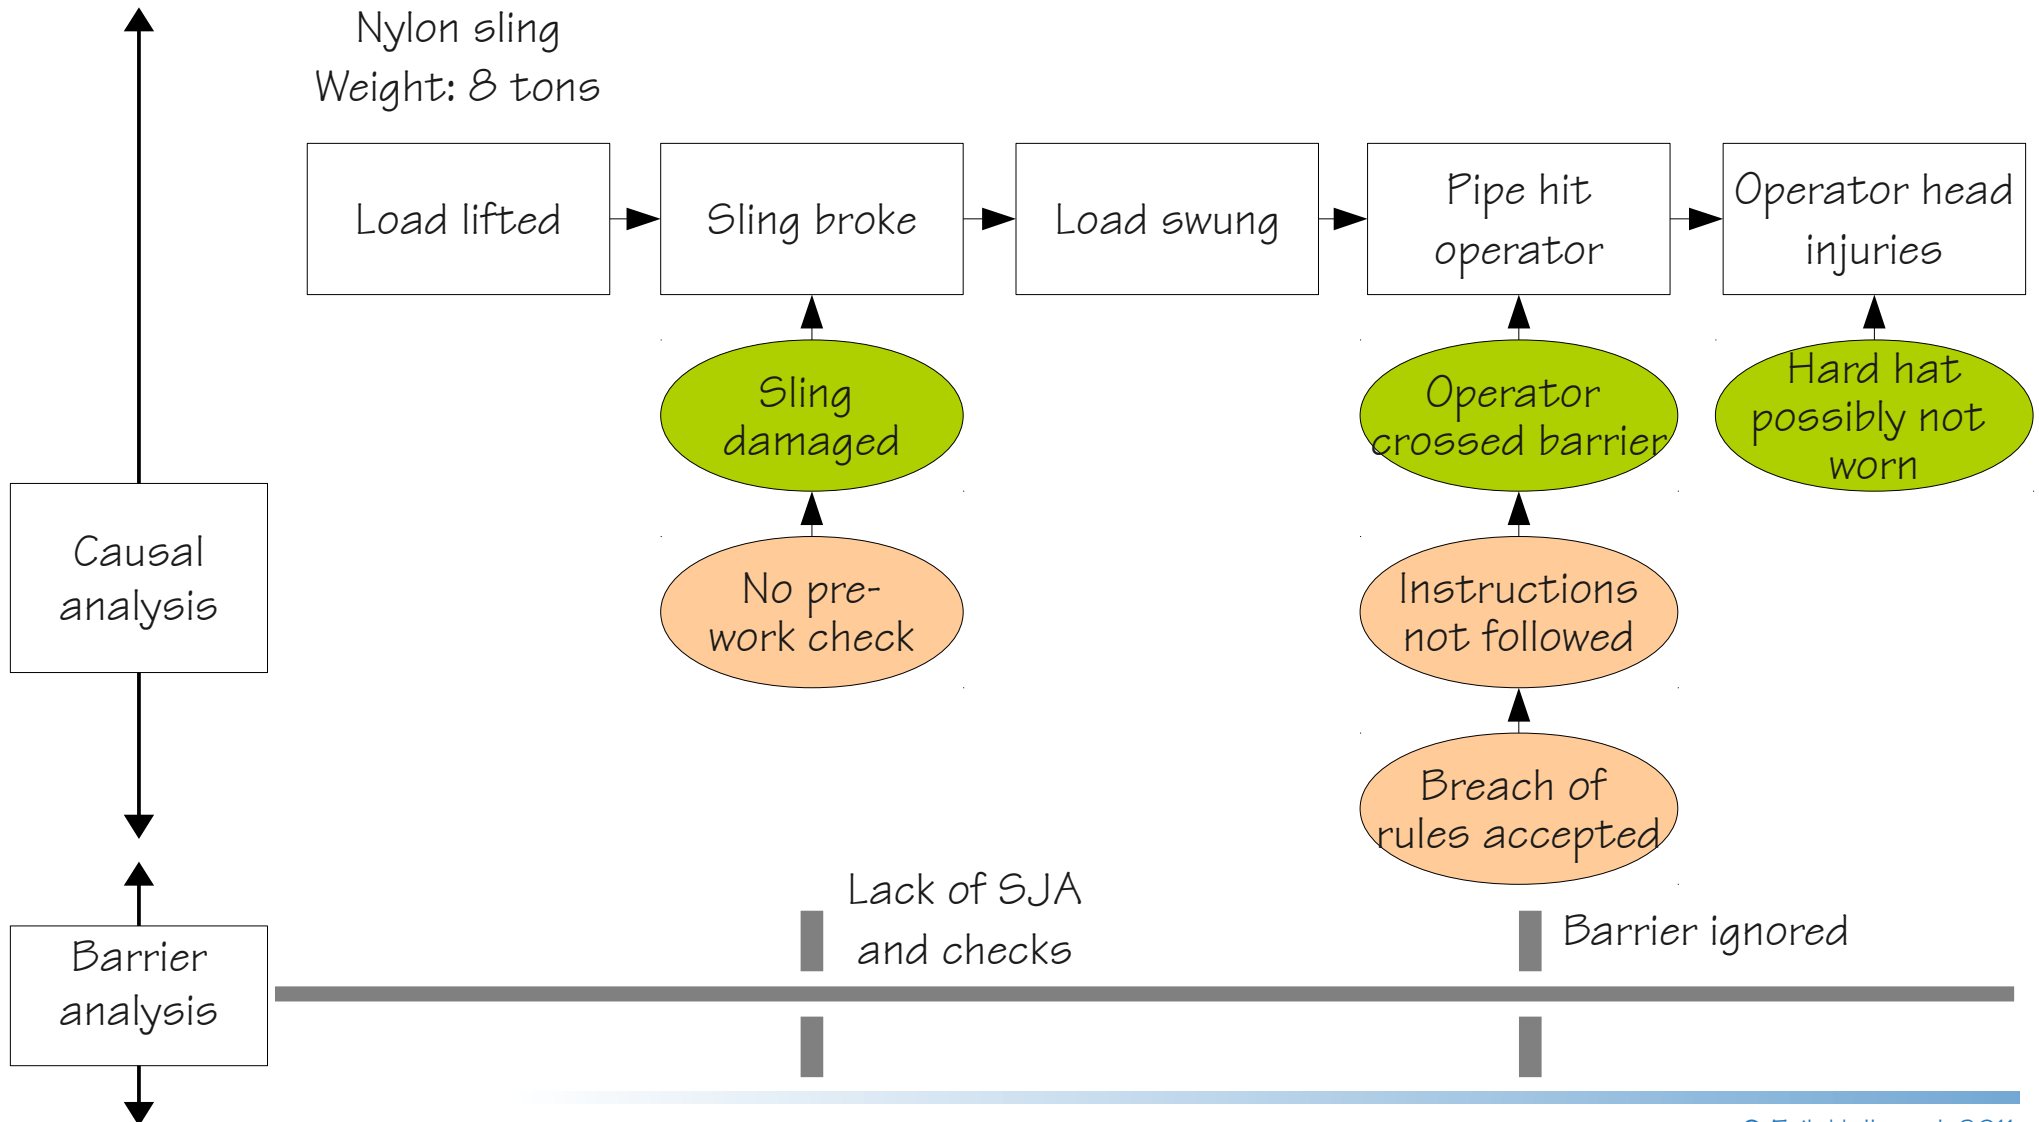 Nylon sling
Weight: 8 tons
Load lifted
Sling broke
Load swung
Pipe hit
operator
Operator head
injuries
Sling
damaged
Operator
crossed barrier
Hard hat
possibly not
worn
Causal
analysis
No pre-
work check
Instructions
not followed
Breach of
rules accepted
Lack of SJA
and checks
Barrier ignored
Barrier
analysis